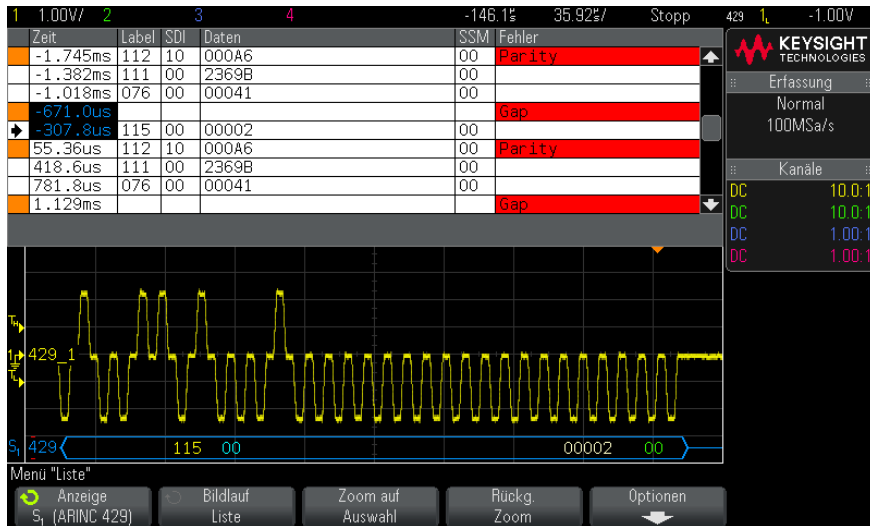 1 1.00V/ 2 3 4 -146.1µs 35.92µs/ Stopp 429 1 -1.00V
Zeit Label SDI Daten SSM Fehler
-1.745ms 112 10 000A6 00 Parity
-1.382ms 111 00 2369B 00
-1.018ms 076 00 00041 00
-671.0us Gap
-307.8us 115 00 00002 00
55.36us 112 10 000A6 00 Parity
418.6us 111 00 2369B 00
781.8us 076 00 00041 00
1.129ms Gap
KEYSIGHT
TECHNOLOGIES
Erfassung
Normal
100MSa/s
Kanäle
DC 10.0:1
DC 10.0:1
DC 1.00:1
DC 1.00:1
TH
1 429_1
TL
S1 429 115 00 00002 00
Menü "Liste"
Anzeige
S1 (ARINC 429)
Bildlauf
Liste
Zoom auf
Auswahl
Rückg.
Zoom
Optionen